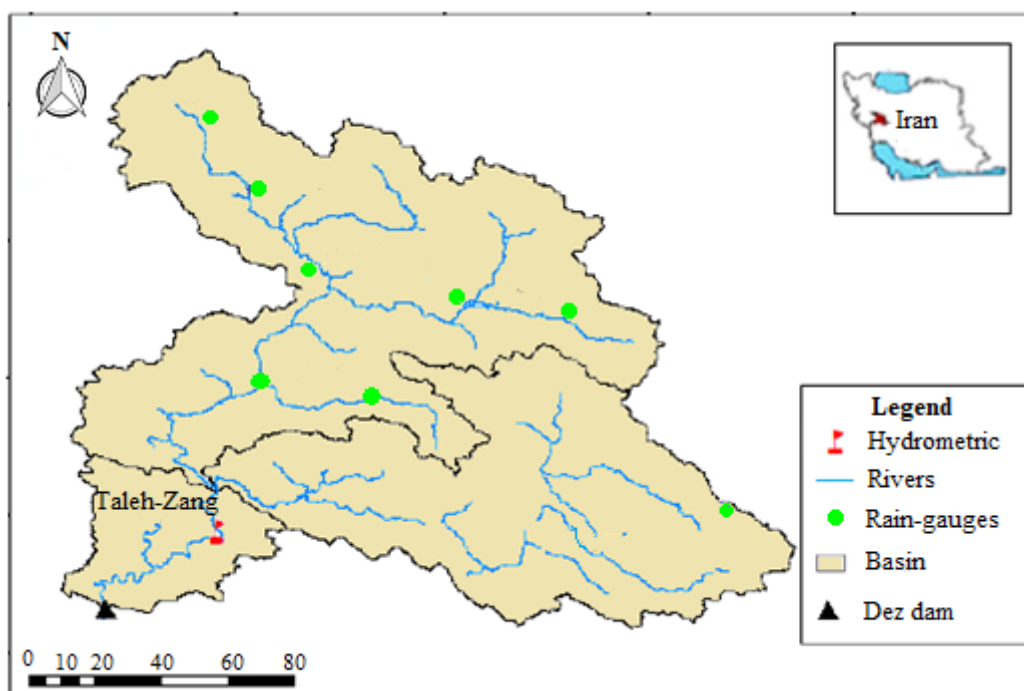 N
Iran
Taleh-Zang
Legend
Hydrometric
Rivers
Rain-gauges
Basin
Dez dam
0 10 20 40 60 80